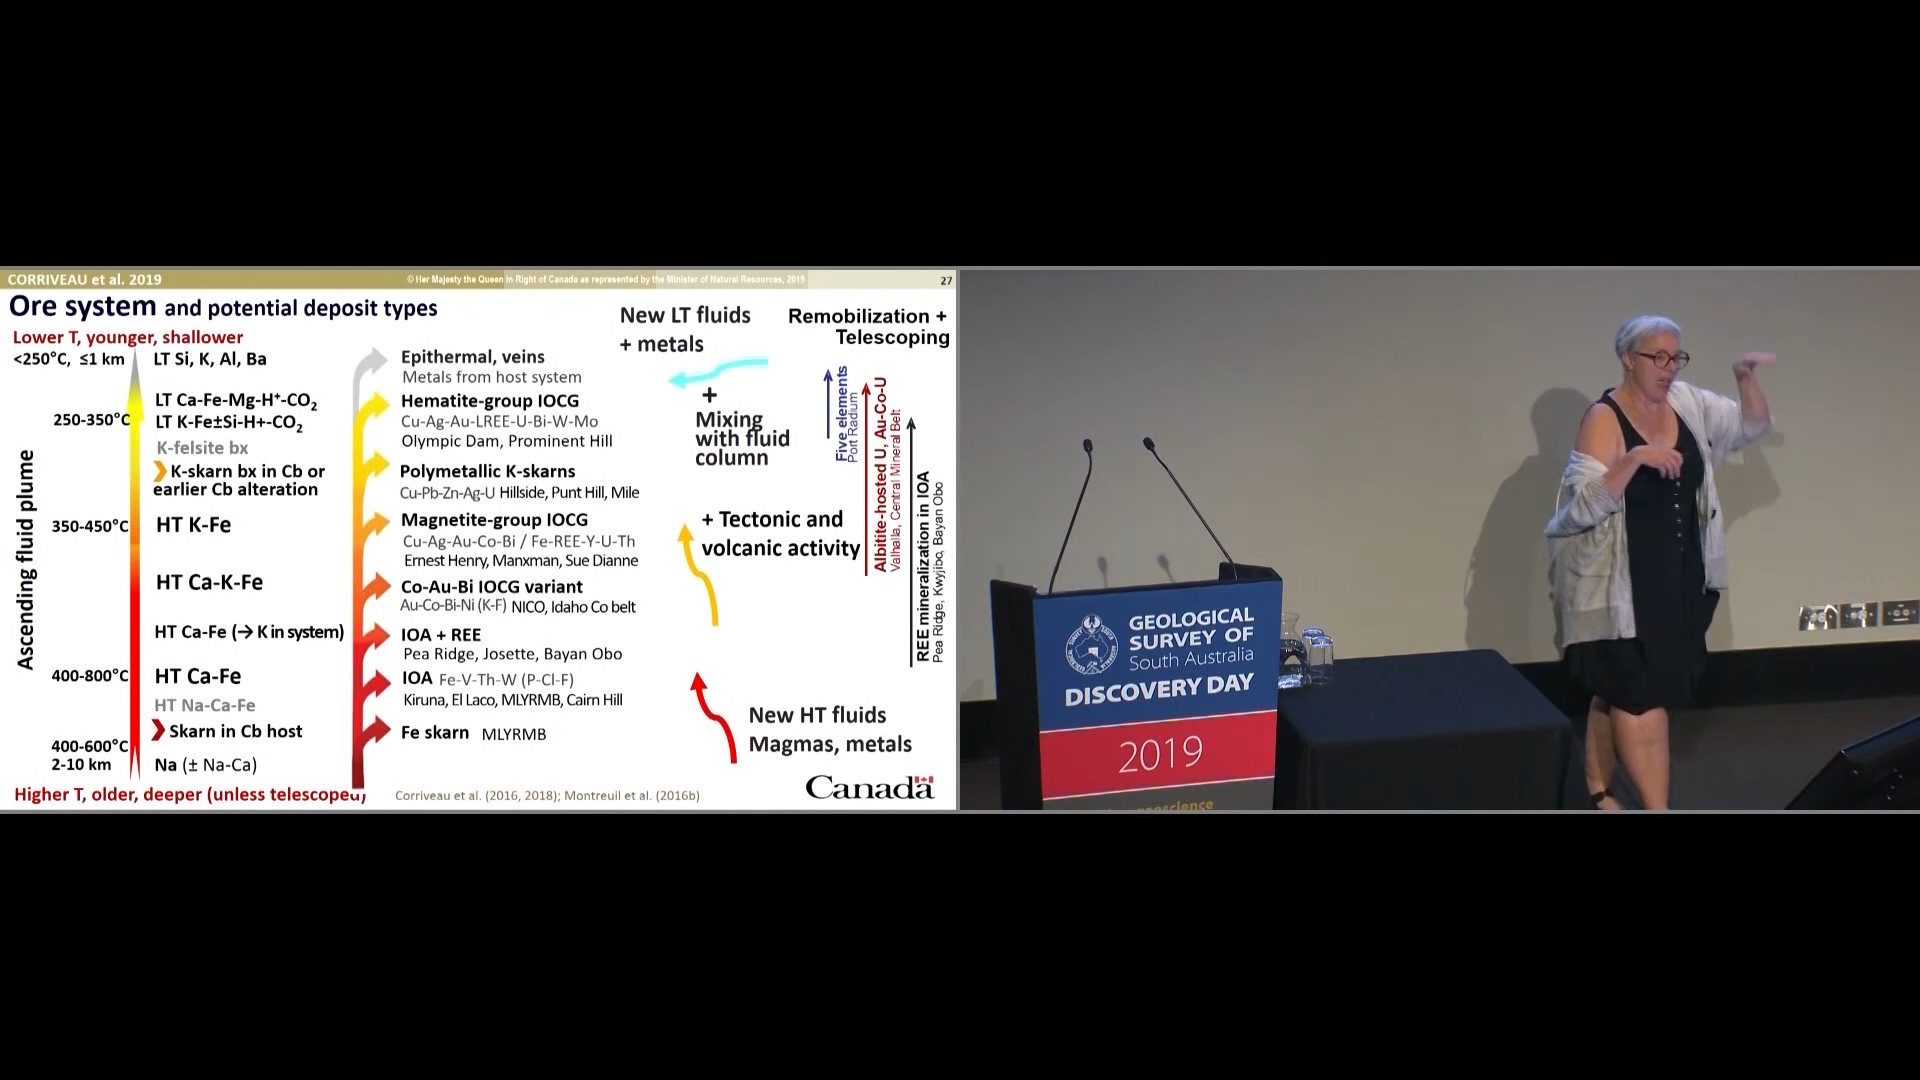 CORRIVEAU et al. 2019
© Her Majesty the Queen in Right of Canada as represented by the Minister of Natural Resources, 2019
27
Ore system and potential deposit types
Lower T, younger, shallower
<250°C, ≤1 km
LT Si, K, Al, Ba
LT Ca-Fe-Mg-H⁺-CO₂
250-350°C
LT K-Fe±Si-H+-CO₂
K-felsite bx
K-skarn bx in Cb or
earlier Cb alteration
350-450°C
HT K-Fe
HT Ca-K-Fe
HT Ca-Fe (→ K in system)
400-800°C
HT Ca-Fe
HT Na-Ca-Fe
Skarn in Cb host
400-600°C
2-10 km
Na (± Na-Ca)
Higher T, older, deeper (unless telescoped)
Ascending fluid plume
Epithermal, veins
Metals from host system
Hematite-group IOCG
Cu-Ag-Au-LREE-U-Bi-W-Mo
Olympic Dam, Prominent Hill
Polymetallic K-skarns
Cu-Pb-Zn-Ag-U Hillside, Punt Hill, Mile
Magnetite-group IOCG
Cu-Ag-Au-Co-Bi / Fe-REE-Y-U-Th
Ernest Henry, Manxman, Sue Dianne
Co-Au-Bi IOCG variant
Au-Co-Bi-Ni (K-F) NICO, Idaho Co belt
IOA + REE
Pea Ridge, Josette, Bayan Obo
IOA Fe-V-Th-W (P-Cl-F)
Kiruna, El Laco, MLYRMB, Cairn Hill
Fe skarn MLYRMB
Corriveau et al. (2016, 2018); Montreuil et al. (2016b)
New LT fluids
+ metals
+
Mixing
with fluid
column
+ Tectonic and
volcanic activity
New HT fluids
Magmas, metals
Remobilization +
Telescoping
Five elements
Port Radium
Albitite-hosted U, Au-Co-U
Valhalla, Central Mineral Belt
REE mineralization in IOA
Pea Ridge, Kwyjibo, Bayan Obo
Canada
GEOLOGICAL
SURVEY OF
South Australia
DISCOVERY DAY
2019